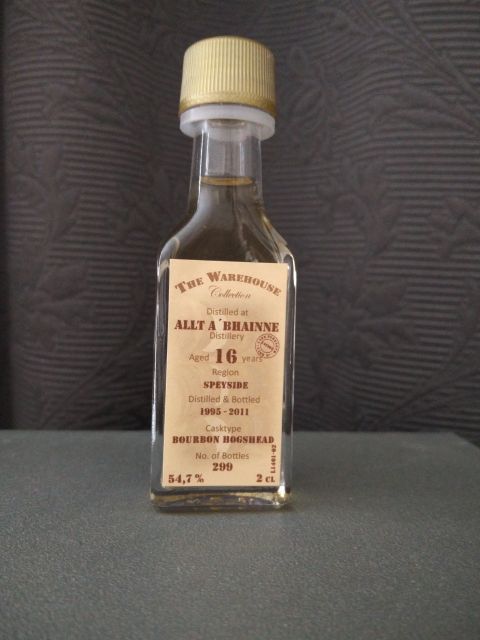 THE WAREHOUSE
Collection
Distilled at
ALLT A´BHAINNE
Distillery
Aged 16 years
Region
SPEYSIDE
Distilled & Bottled
1995 - 2011
Casktype
BOURBON HOGSHEAD
No. of Bottles
299
54,7 % 2 CL